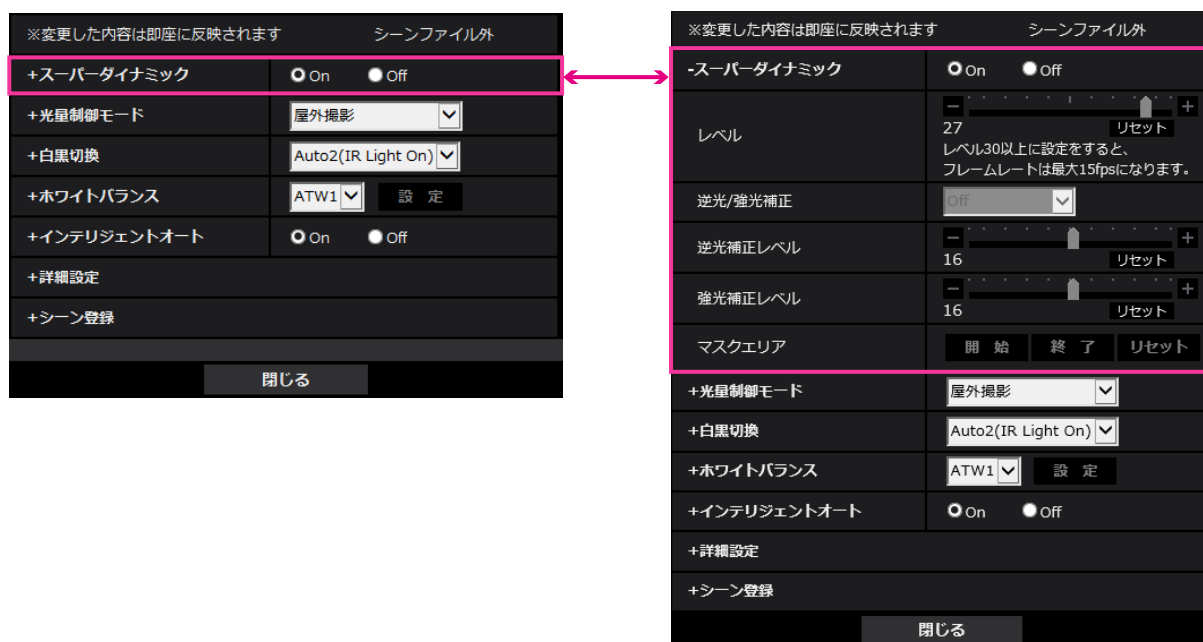 ※変更した内容は即座に反映されます シーンファイル外
+スーパーダイナミック On Off
+光量制御モード 屋外撮影
+白黒切換 Auto2(IR Light On)
+ホワイトバランス ATW1 設 定
+インテリジェントオート On Off
+詳細設定
+シーン登録
閉じる
※変更した内容は即座に反映されます シーンファイル外
-スーパーダイナミック On Off
レベル
27 リセット
レベル30以上に設定をすると、
フレームレートは最大15fpsになります。
逆光/強光補正 Off
逆光補正レベル
16 リセット
強光補正レベル
16 リセット
マスクエリア 開 始 終 了 リセット
+光量制御モード 屋外撮影
+白黒切換 Auto2(IR Light On)
+ホワイトバランス ATW1 設 定
+インテリジェントオート On Off
+詳細設定
+シーン登録
閉じる